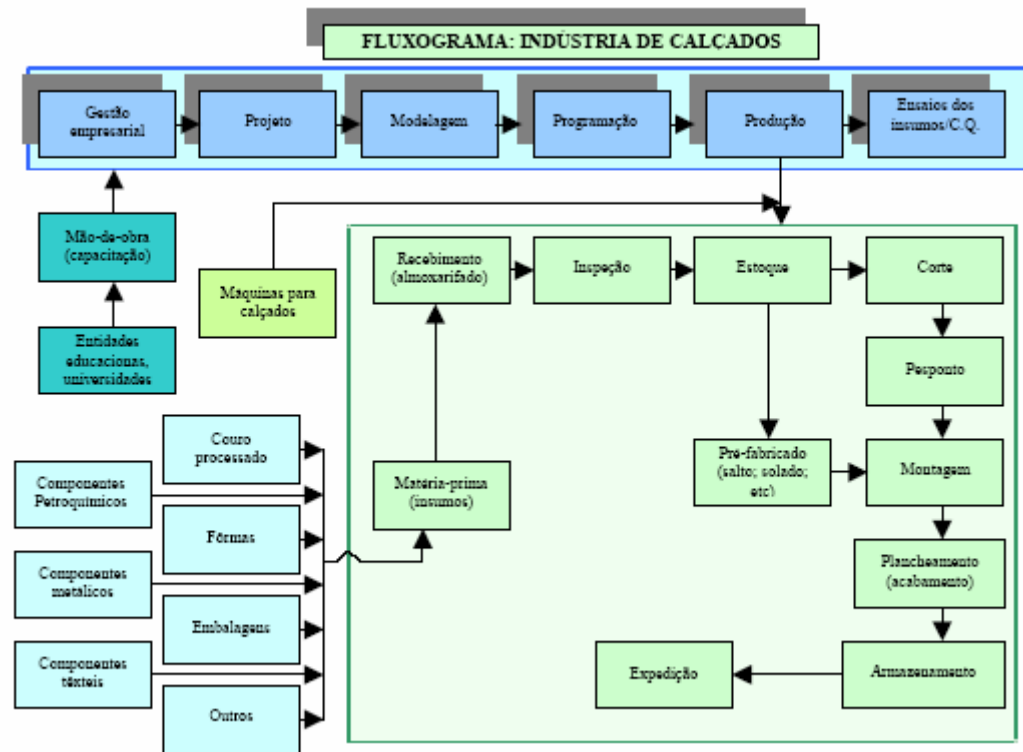 FLUXOGRAMA: INDÚSTRIA DE CALÇADOS
Gestão
empresarial
Projeto
Modelagem
Programação
Produção
Ensaios dos
insumos/C.Q.
Mão-de-obra
(capacitação)
Entidades
educacionas,
universidades
Máquinas para
calçados
Recebimento
(almoxarifado)
Inspeção
Estoque
Corte
Pesponto
Couro
processado
Componentes
Petroquímicos
Fôrmas
Componentes
metálicos
Embalagens
Componentes
têxteis
Outros
Matéria-prima
(insumos)
Pré-fabricado
(salto; solado;
etc)
Montagem
Plancheamento
(acabamento)
Armazenamento
Expedição